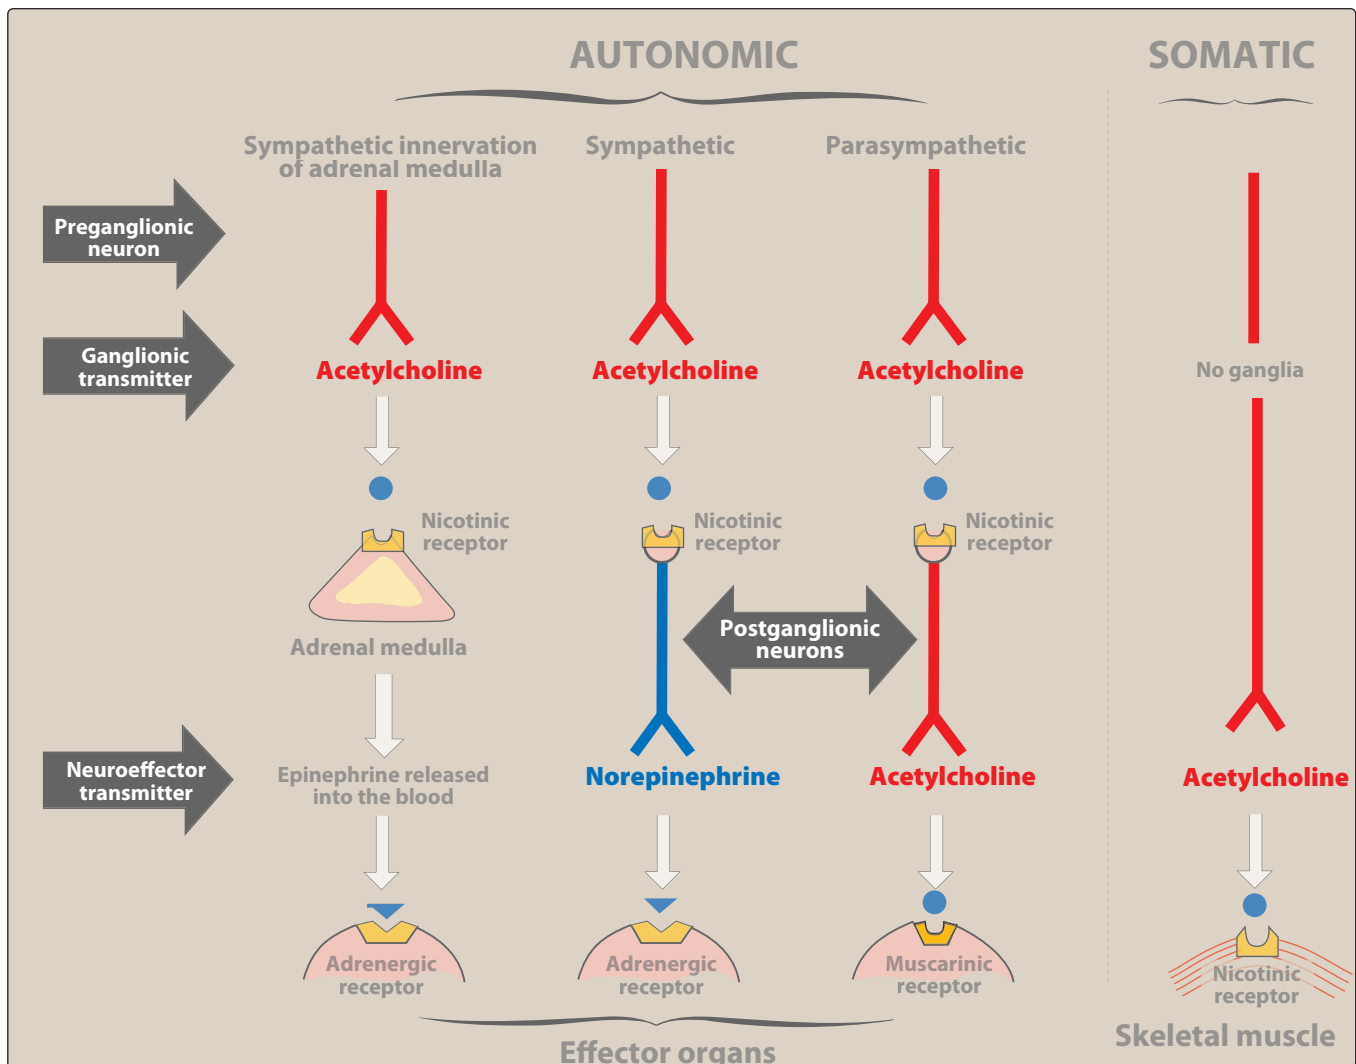 AUTONOMIC
SOMATIC
Sympathetic innervation
of adrenal medulla
Sympathetic
Parasympathetic
Preganglionic
neuron
Ganglionic
transmitter
Acetylcholine
Acetylcholine
Acetylcholine
No ganglia
Nicotinic
receptor
Nicotinic
receptor
Nicotinic
receptor
Adrenal medulla
Postganglionic
neurons
Neuroeffector
transmitter
Epinephrine released
into the blood
Norepinephrine
Acetylcholine
Acetylcholine
Adrenergic
receptor
Adrenergic
receptor
Muscarinic
receptor
Nicotinic
receptor
Skeletal muscle
Effector organs